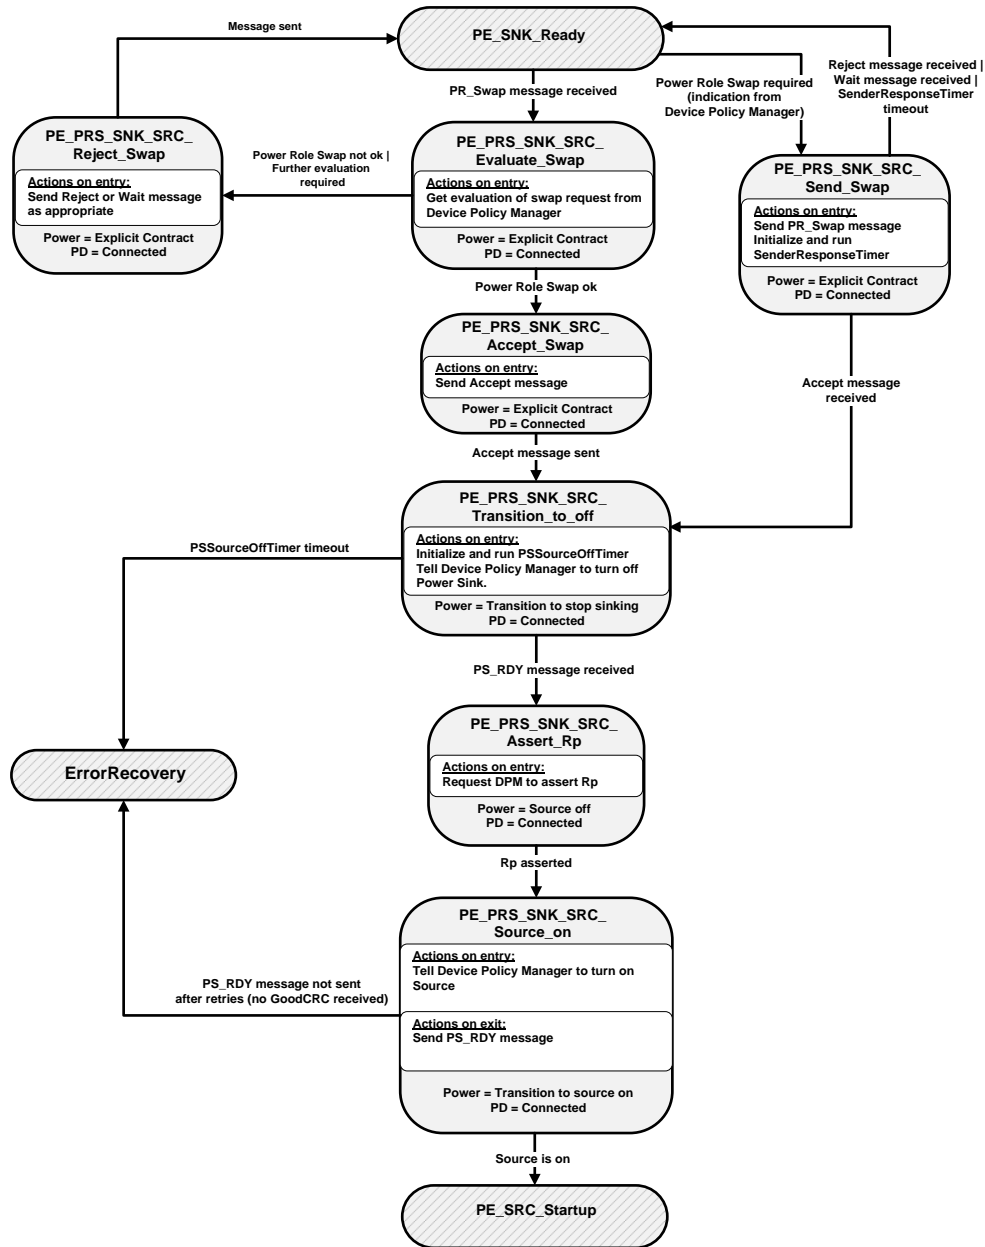 Message sent
PE_SNK_Ready
Reject message received |
Wait message received |
SenderResponseTimer
timeout
PR_Swap message received
Power Role Swap required
(indication from
Device Policy Manager)
PE_PRS_SNK_SRC_
Reject_Swap
Actions on entry:
Send Reject or Wait message
as appropriate
Power = Explicit Contract
PD = Connected
Power Role Swap not ok |
Further evaluation
required
PE_PRS_SNK_SRC_
Evaluate_Swap
Actions on entry:
Get evaluation of swap request from
Device Policy Manager
Power = Explicit Contract
PD = Connected
PE_PRS_SNK_SRC_
Send_Swap
Actions on entry:
Send PR_Swap message
Initialize and run
SenderResponseTimer
Power = Explicit Contract
PD = Connected
Power Role Swap ok
PE_PRS_SNK_SRC_
Accept_Swap
Actions on entry:
Send Accept message
Power = Explicit Contract
PD = Connected
Accept message
received
Accept message sent
PE_PRS_SNK_SRC_
Transition_to_off
Actions on entry:
Initialize and run PSSourceOffTimer
Tell Device Policy Manager to turn off
Power Sink.
Power = Transition to stop sinking
PD = Connected
PSSourceOffTimer timeout
PS_RDY message received
PE_PRS_SNK_SRC_
Assert_Rp
Actions on entry:
Request DPM to assert Rp
Power = Source off
PD = Connected
ErrorRecovery
Rp asserted
PE_PRS_SNK_SRC_
Source_on
Actions on entry:
Tell Device Policy Manager to turn on
Source
Actions on exit:
Send PS_RDY message
Power = Transition to source on
PD = Connected
PS_RDY message not sent
after retries (no GoodCRC received)
Source is on
PE_SRC_Startup